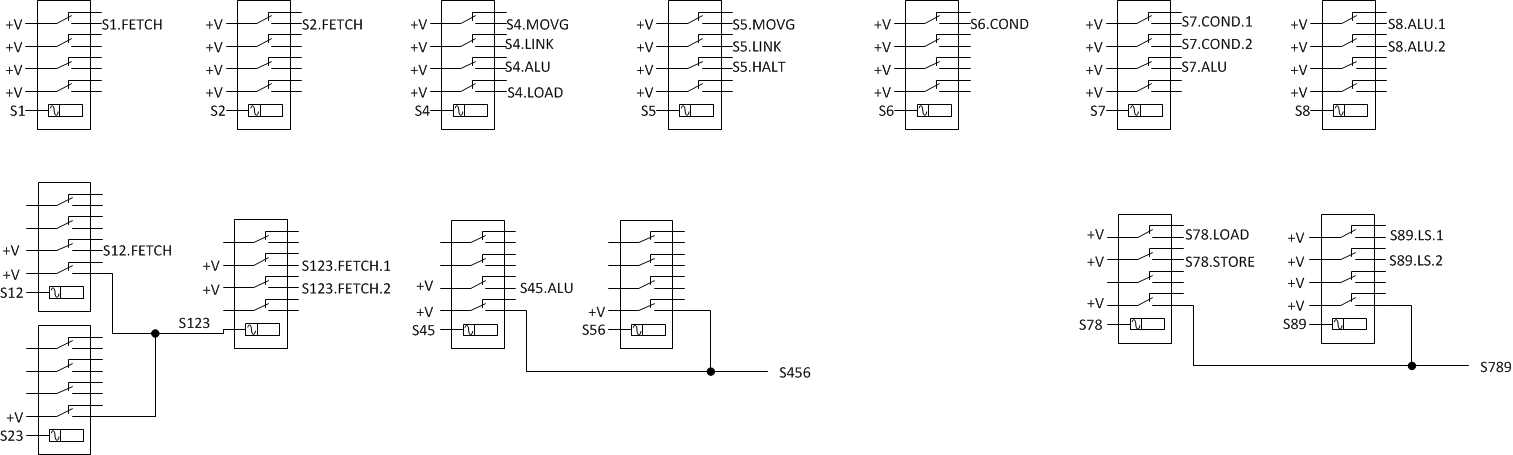 +V S1.FETCH
+V
+V
+V
S1
+V S2.FETCH
+V
+V
+V
S2
+V S4.MOVG
+V S4.LINK
+V S4.ALU
+V S4.LOAD
S4
+V S5.MOVG
+V S5.LINK
+V S5.HALT
+V
S5
+V S6.COND
+V
+V
+V
S6
+V S7.COND.1
+V S7.COND.2
+V S7.ALU
+V
S7
+V S8.ALU.1
+V S8.ALU.2
+V
+V
S8
+V S12.FETCH
+V
S12
+V
S23
S123
+V S123.FETCH.1
+V S123.FETCH.2
+V S45.ALU
+V
S45
+V
S56
S456
+V S78.LOAD
+V S78.STORE
+V
S78
+V S89.LS.1
+V S89.LS.2
+V
+V
S89
S789